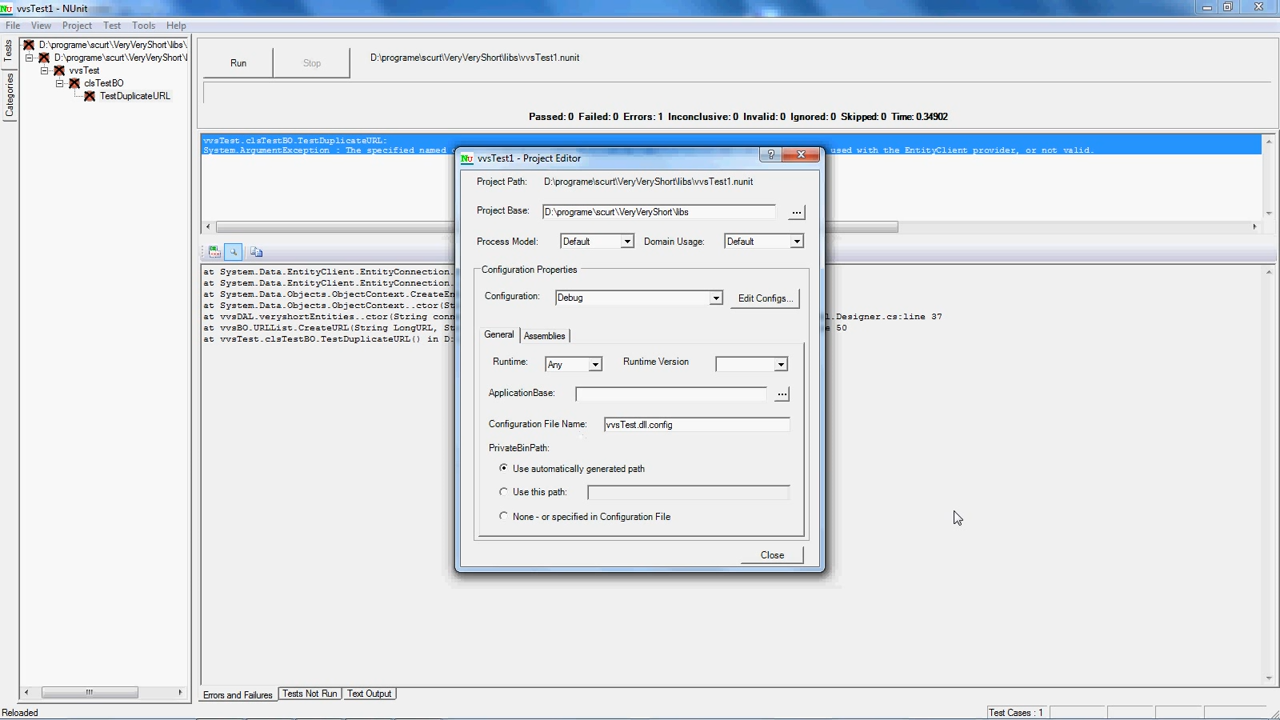 vvsTest1 - NUnit
File View Project Test Tools Help
Tests
Categories
D:\programe\scurt\VeryVeryShort\libs\
D:\programe\scurt\VeryVeryShort\l
vvsTest
clsTestBO
TestDuplicateURL
Run Stop D:\programe\scurt\VeryVeryShort\libs\vvsTest1.nunit
Passed: 0 Failed: 0 Errors: 1 Inconclusive: 0 Invalid: 0 Ignored: 0 Skipped: 0 Time: 0.34902
vvsTest.clsTestBO.TestDuplicateURL:
System.ArgumentException : The specified named used with the EntityClient provider, or not valid.
at System.Data.EntityClient.EntityConnection.
at System.Data.EntityClient.EntityConnection.
at System.Data.Objects.ObjectContext.CreateEn
at System.Data.Objects.ObjectContext..ctor(St
at vvsDAL.veryshortEntities..ctor(String conn l.Designer.cs:line 37
at vvsBO.URLList.CreateURL(String LongURL, St e 50
at vvsTest.clsTestBO.TestDuplicateURL() in D:
vvsTest1 - Project Editor
Project Path: D:\programe\scurt\VeryVeryShort\libs\vvsTest1.nunit
Project Base: D:\programe\scurt\VeryVeryShort\libs ...
Process Model: Default Domain Usage: Default
Configuration Properties
Configuration: Debug Edit Configs...
General Assemblies
Runtime: Any Runtime Version
ApplicationBase: ...
Configuration File Name: vvsTest.dll.config
PrivateBinPath:
Use automatically generated path
Use this path:
None - or specified in Configuration File
Close
Errors and Failures Tests Not Run Text Output
Reloaded Test Cases : 1